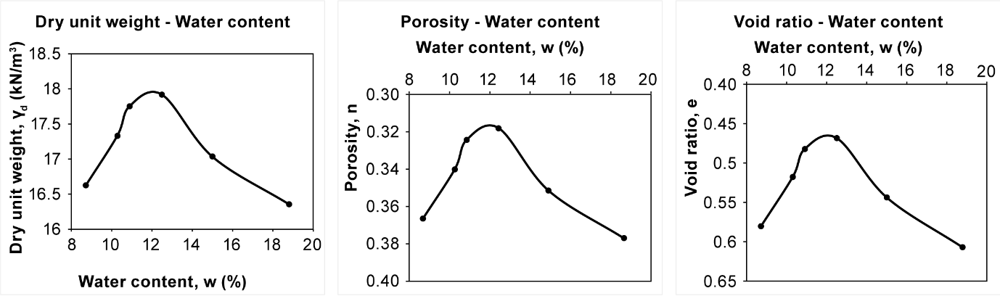 Dry unit weight - Water content
Dry unit weight, γd (kN/m³)
18.5
18
17.5
17
16.5
16
8 10 12 14 16 18 20
Water content, w (%)
Porosity - Water content
Water content, w (%)
8 10 12 14 16 18 20
Porosity, n
0.30
0.32
0.34
0.36
0.38
0.40
Void ratio - Water content
Water content, w (%)
8 10 12 14 16 18 20
Void ratio, e
0.40
0.45
0.5
0.55
0.6
0.65